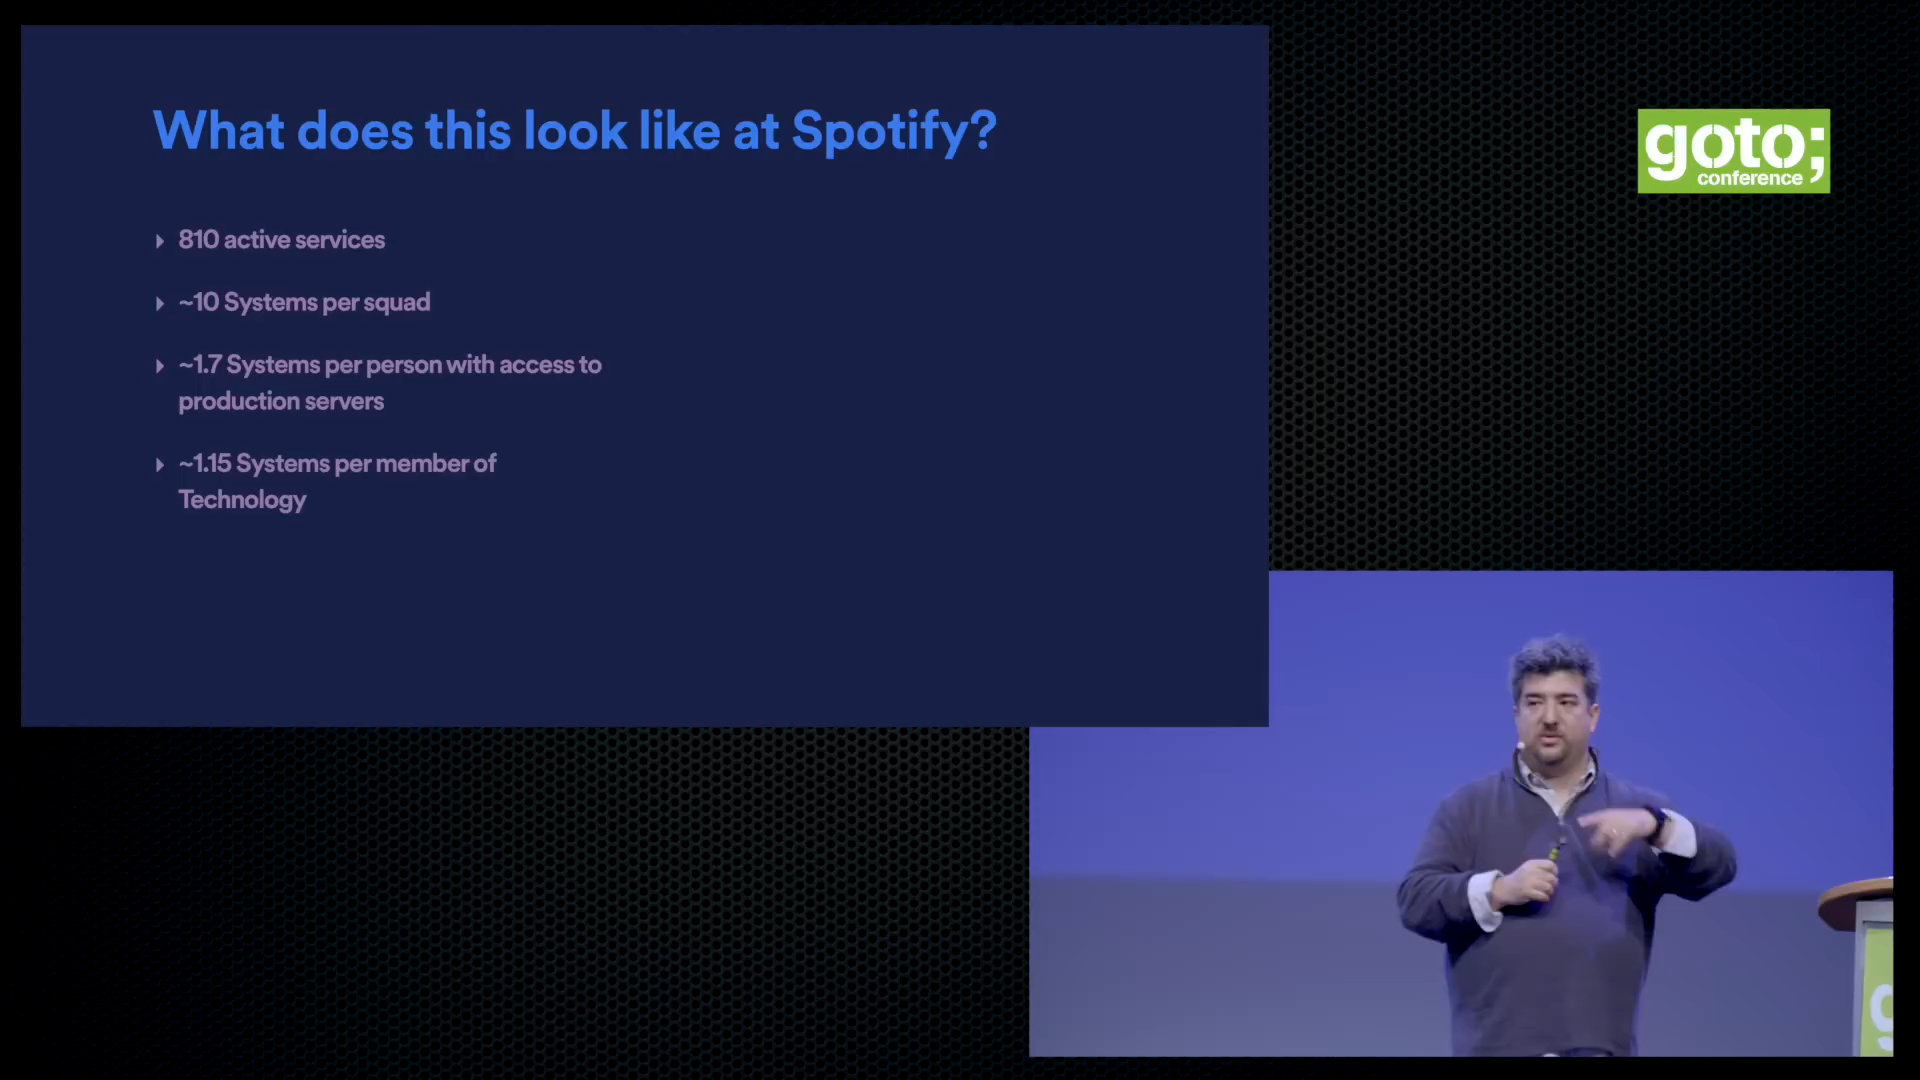 What does this look like at Spotify?
810 active services
~10 Systems per squad
~1.7 Systems per person with access to
production servers
~1.15 Systems per member of
Technology
goto;
conference
g